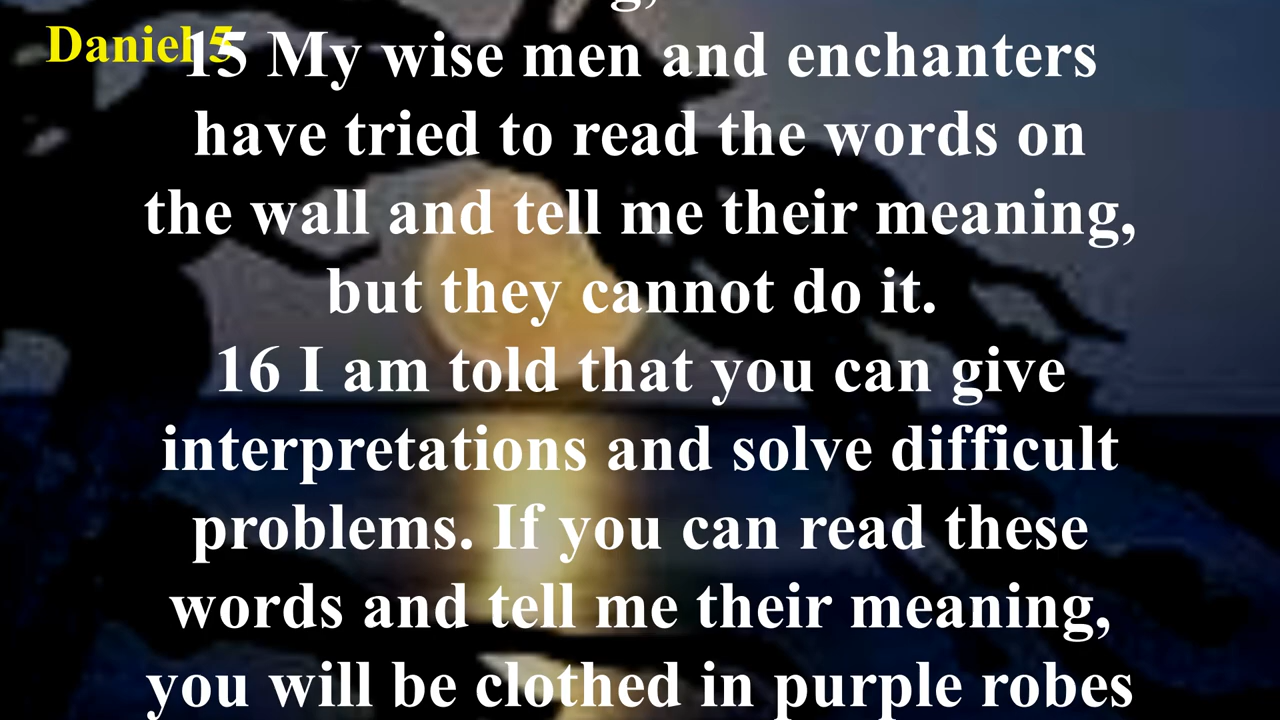 Daniel 5
15 My wise men and enchanters
have tried to read the words on
the wall and tell me their meaning,
but they cannot do it.
16 I am told that you can give
interpretations and solve difficult
problems. If you can read these
words and tell me their meaning,
you will be clothed in purple robes